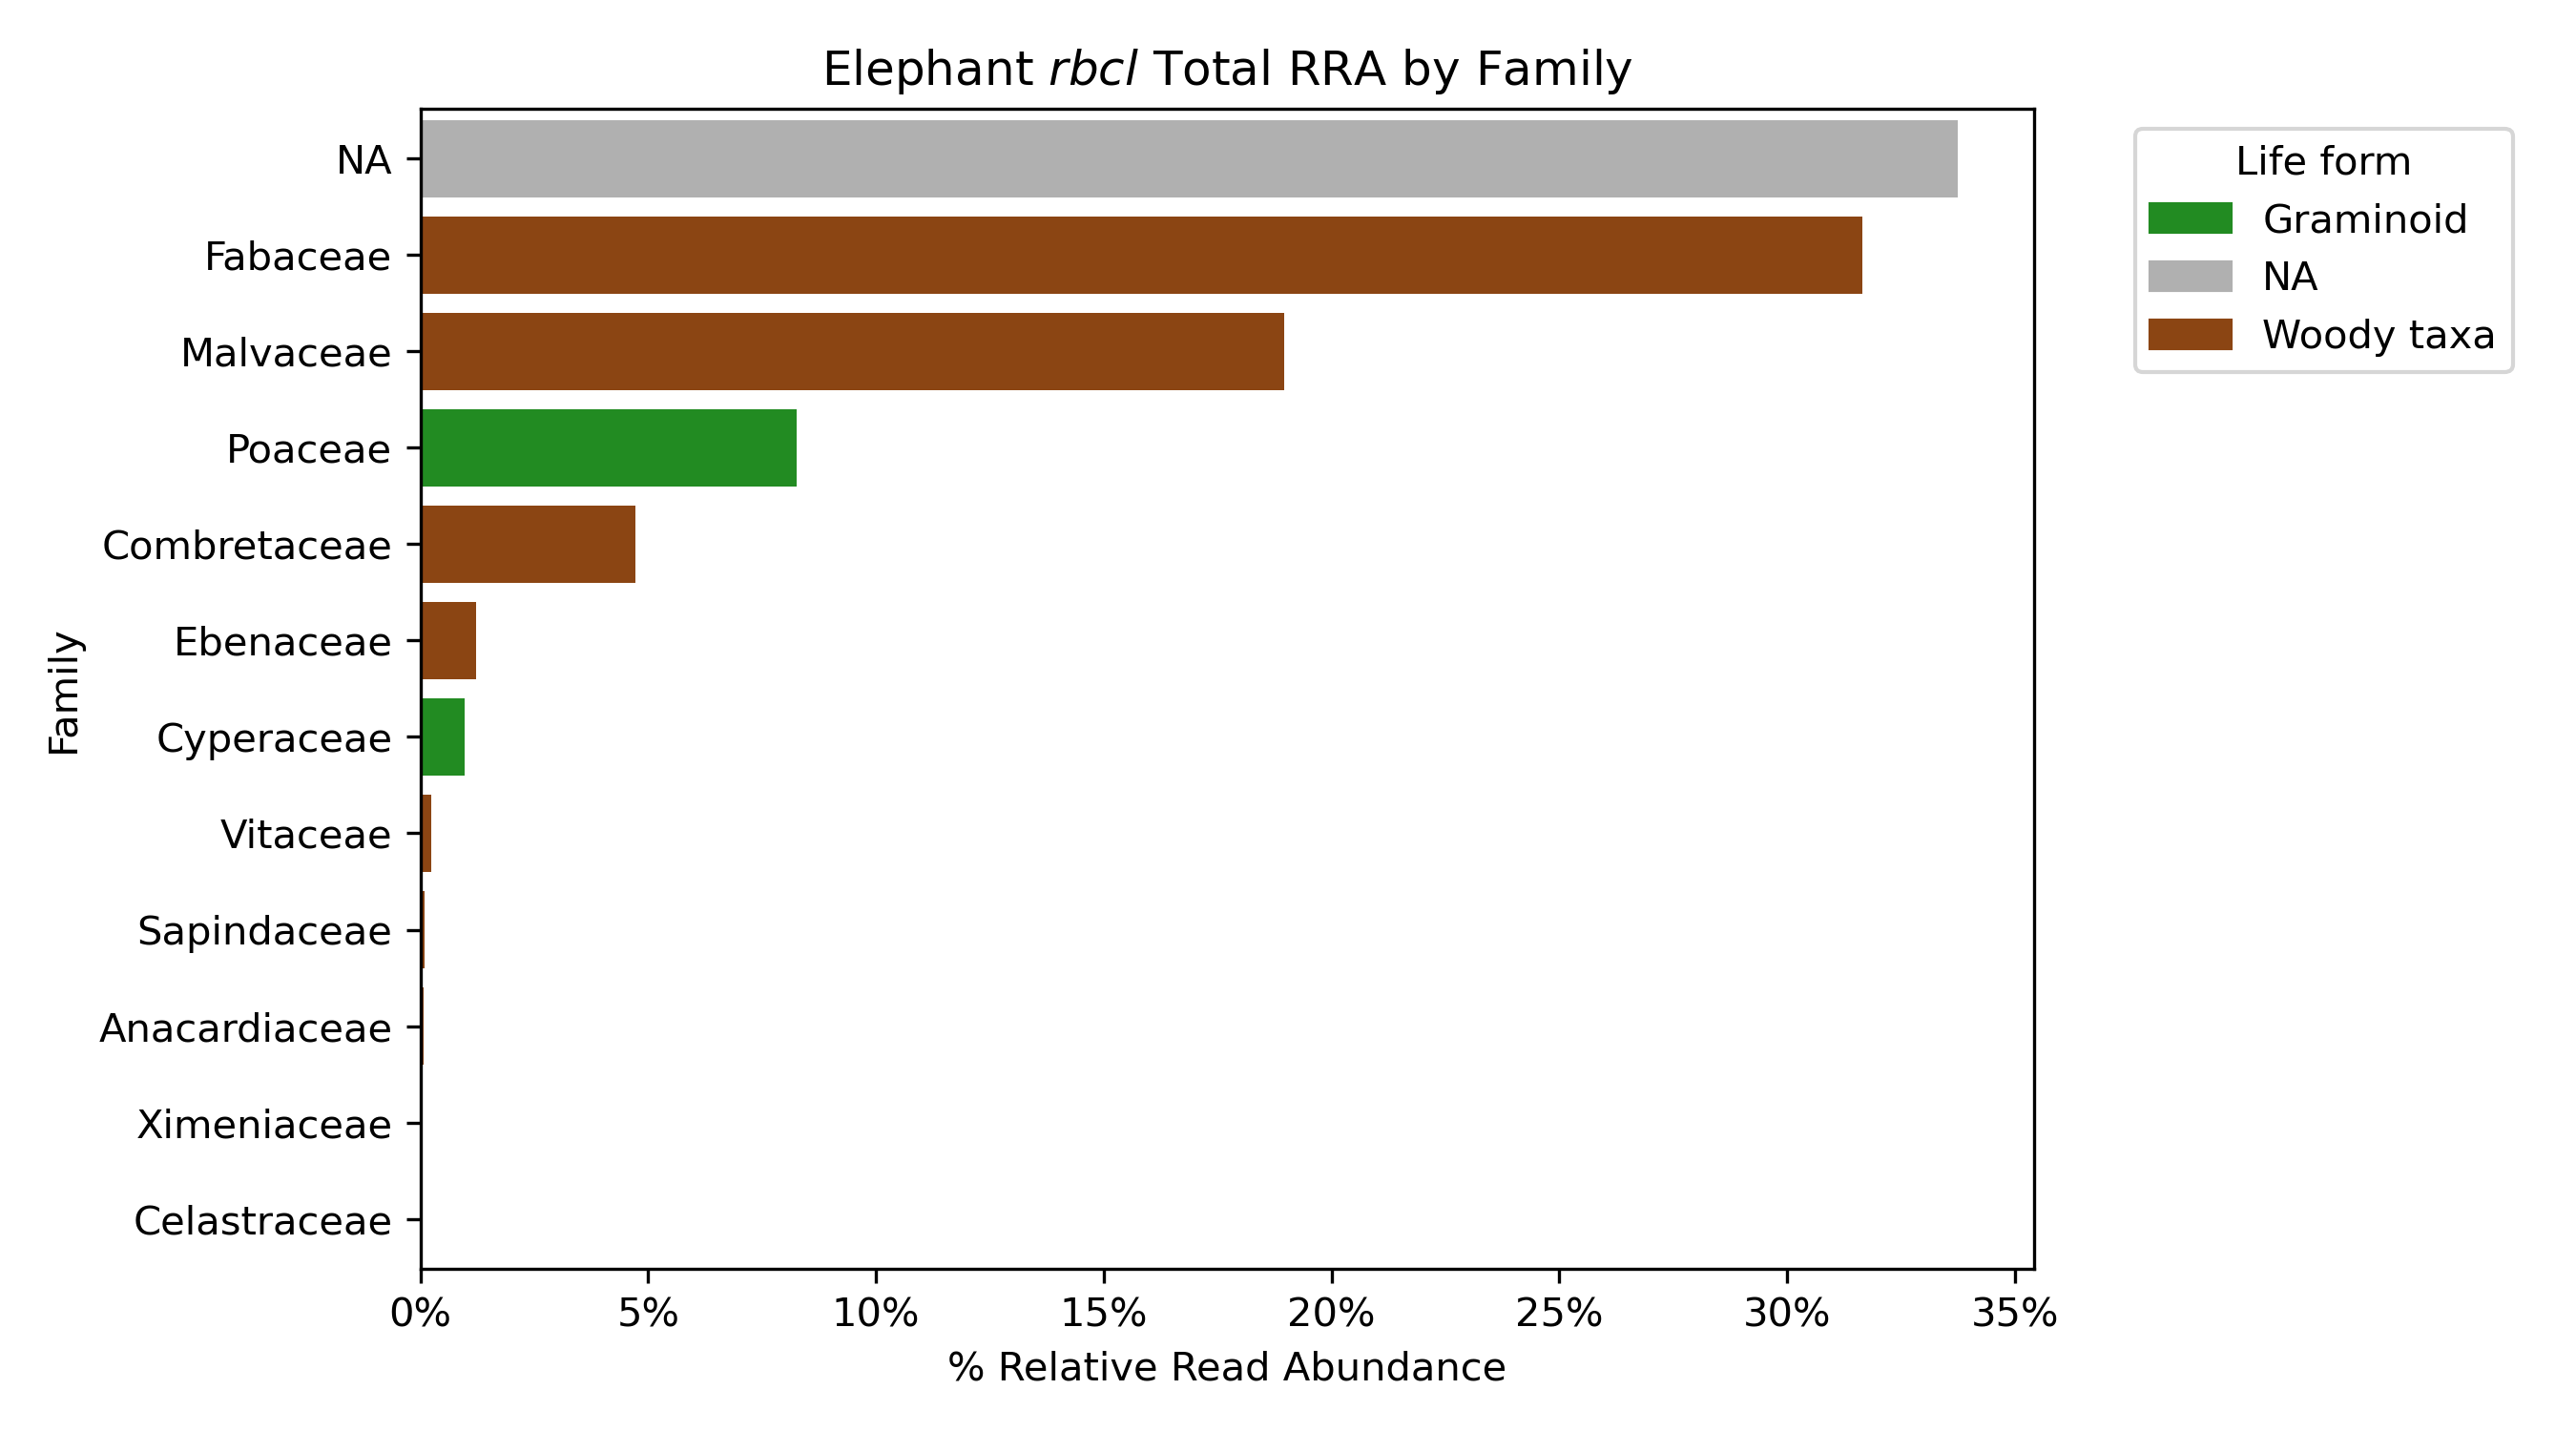 Elephant rbcl Total RRA by Family
NA
Fabaceae
Malvaceae
Poaceae
Combretaceae
Ebenaceae
Cyperaceae
Vitaceae
Sapindaceae
Anacardiaceae
Ximeniaceae
Celastraceae
Family
0% 5% 10% 15% 20% 25% 30% 35%
% Relative Read Abundance
Life form
Graminoid
NA
Woody taxa